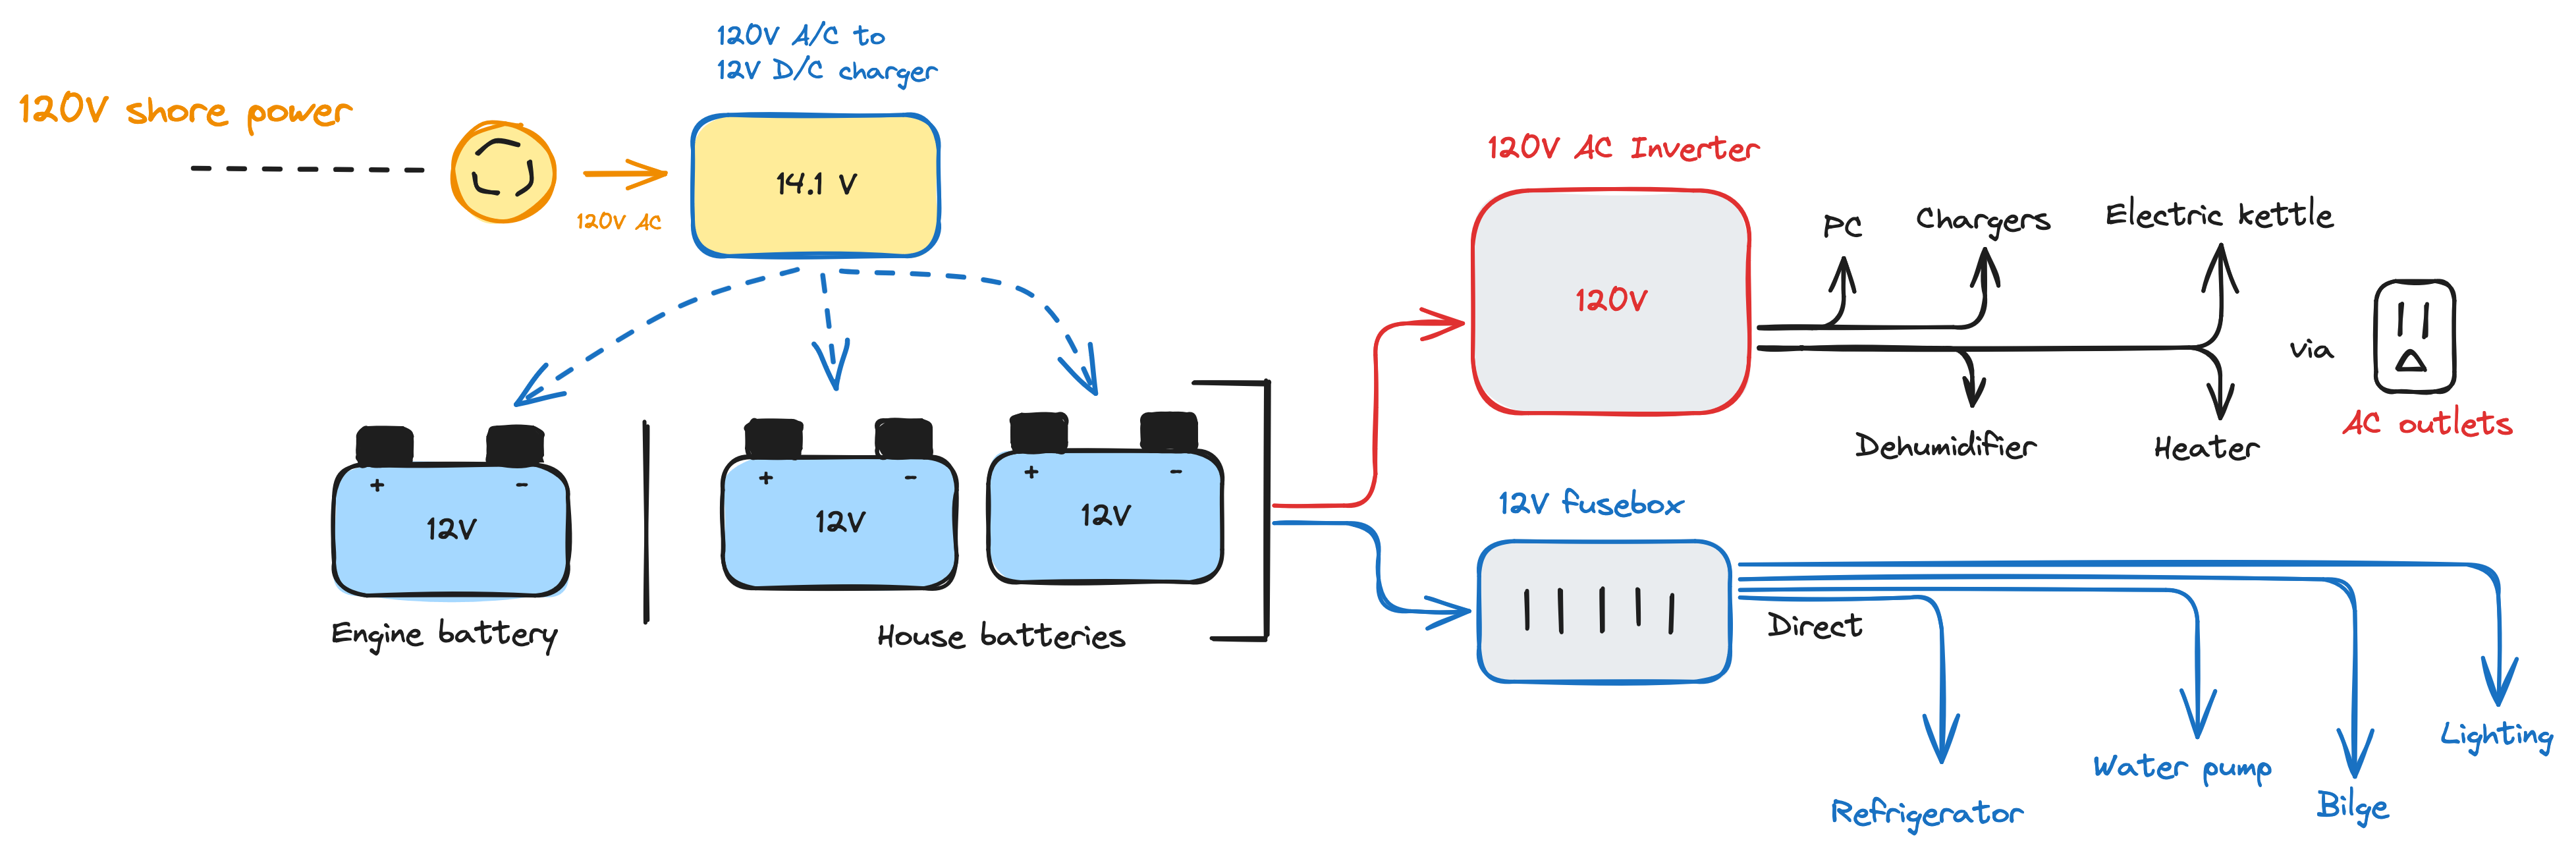 120V shore power
120V AC
120V A/C to
12V D/C charger
14.1 V
+ -
12V
Engine battery
+ -
12V
+ -
12V
House batteries
120V AC Inverter
120V
PC
Chargers
Electric kettle
Dehumidifier
Heater
via
AC outlets
12V fusebox
Direct
Refrigerator
Water pump
Bilge
Lighting